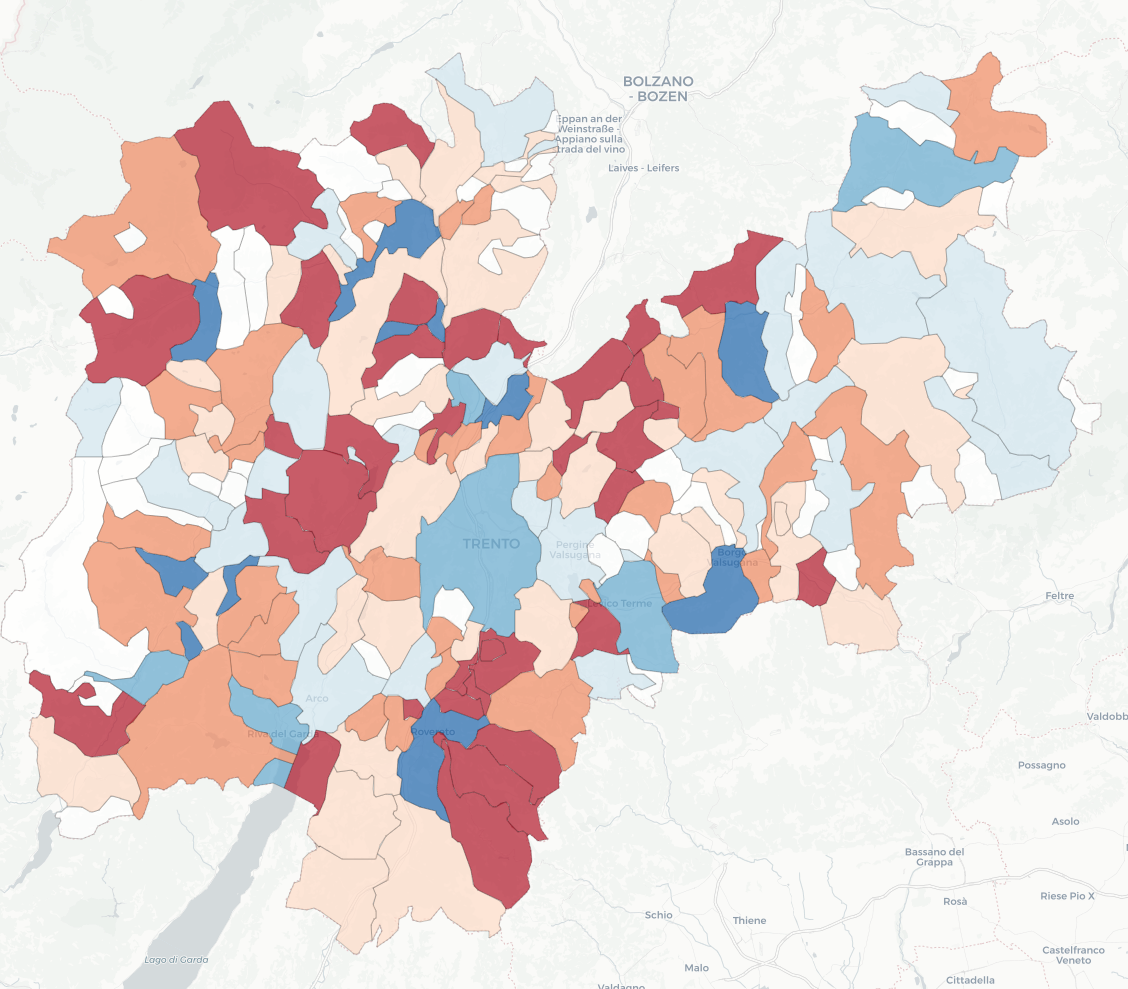 BOLZANO
- BOZEN
Eppan an der
Weinstraße -
Appiano sulla
strada del vino
Laives - Leifers
TRENTO
Pergine
Valsugana
Borgo
Valsugana
Levico Terme
Feltre
Arco
Riva del Garda
Rovereto
Valdobb
Possagno
Asolo
Bassano del
Grappa
Rosà
Riese Pio X
Schio
Thiene
Castelfranco
Veneto
Lago di Garda
Malo
Cittadella
Valdagno